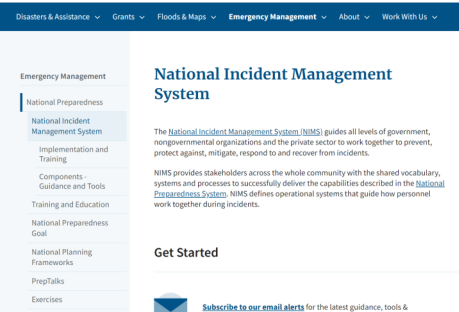 Disasters & Assistance Grants Floods & Maps Emergency Management About Work With Us
Emergency Management
National Preparedness
National Incident
Management System
Implementation and
Training
Components -
Guidance and Tools
Training and Education
National Preparedness
Goal
National Planning
Frameworks
PrepTalks
Exercises
National Incident Management
System
The National Incident Management System (NIMS) guides all levels of government,
nongovernmental organizations and the private sector to work together to prevent,
protect against, mitigate, respond to and recover from incidents.
NIMS provides stakeholders across the whole community with the shared vocabulary,
systems and processes to successfully deliver the capabilities described in the National
Preparedness System. NIMS defines operational systems that guide how personnel
work together during incidents.
Get Started
Subscribe to our email alerts for the latest guidance, tools &